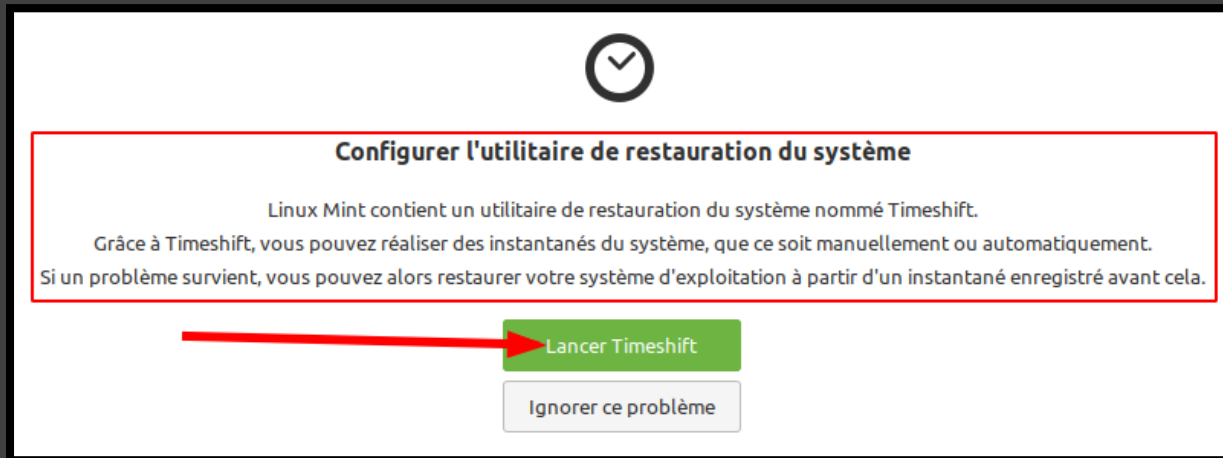 Configurer l'utilitaire de restauration du système
Linux Mint contient un utilitaire de restauration du système nommé Timeshift.
Grâce à Timeshift, vous pouvez réaliser des instantanés du système, que ce soit manuellement ou automatiquement.
Si un problème survient, vous pouvez alors restaurer votre système d'exploitation à partir d'un instantané enregistré avant cela.
Lancer Timeshift
Ignorer ce problème